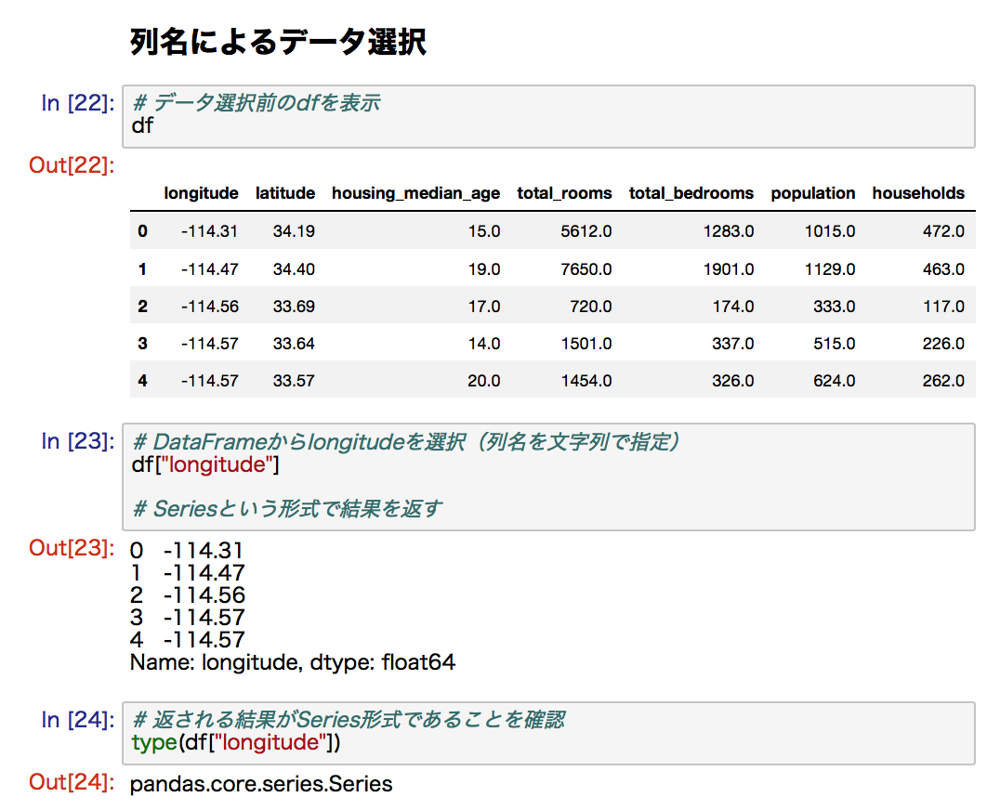 列名によるデータ選択
In [22]: # データ選択前のdfを表示
df
Out[22]:
longitude latitude housing_median_age total_rooms total_bedrooms population households
0 -114.31 34.19 15.0 5612.0 1283.0 1015.0 472.0
1 -114.47 34.40 19.0 7650.0 1901.0 1129.0 463.0
2 -114.56 33.69 17.0 720.0 174.0 333.0 117.0
3 -114.57 33.64 14.0 1501.0 337.0 515.0 226.0
4 -114.57 33.57 20.0 1454.0 326.0 624.0 262.0
In [23]: # DataFrameからlongitudeを選択（列名を文字列で指定）
df["longitude"]
# Seriesという形式で結果を返す
Out[23]: 0 -114.31
1 -114.47
2 -114.56
3 -114.57
4 -114.57
Name: longitude, dtype: float64
In [24]: # 返される結果がSeries形式であることを確認
type(df["longitude"])
Out[24]: pandas.core.series.Series